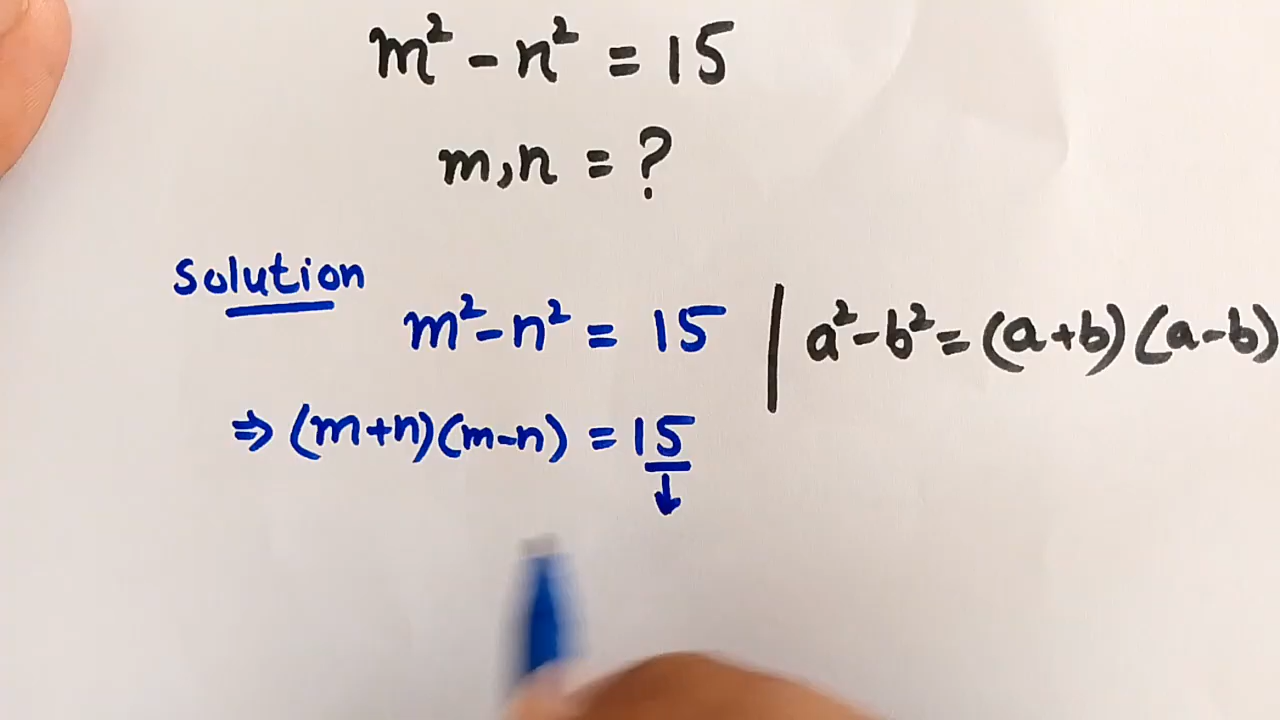 m² - n² = 15
m,n = ?
Solution
m² - n² = 15 | a² - b² = (a+b)(a-b)
⇒ (m+n)(m-n) = 15
↓